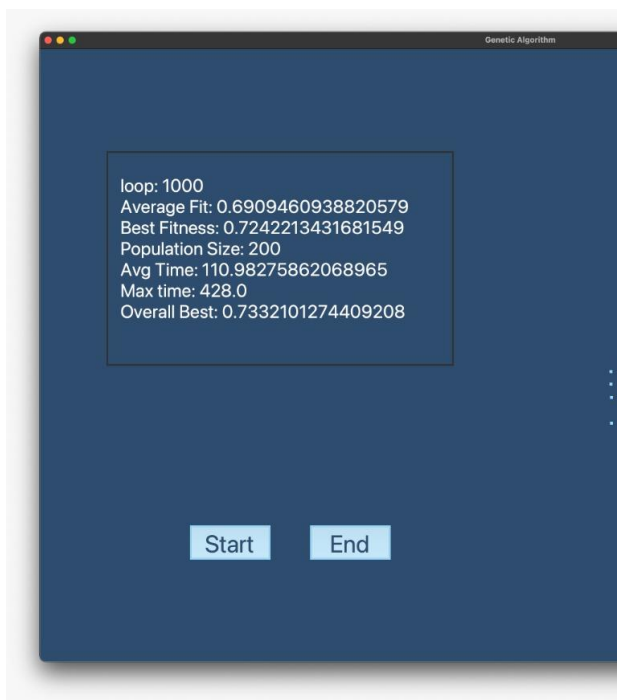 Genetic Algorithm
loop: 1000
Average Fit: 0.6909460938820579
Best Fitness: 0.7242213431681549
Population Size: 200
Avg Time: 110.98275862068965
Max time: 428.0
Overall Best: 0.7332101274409208
Start End